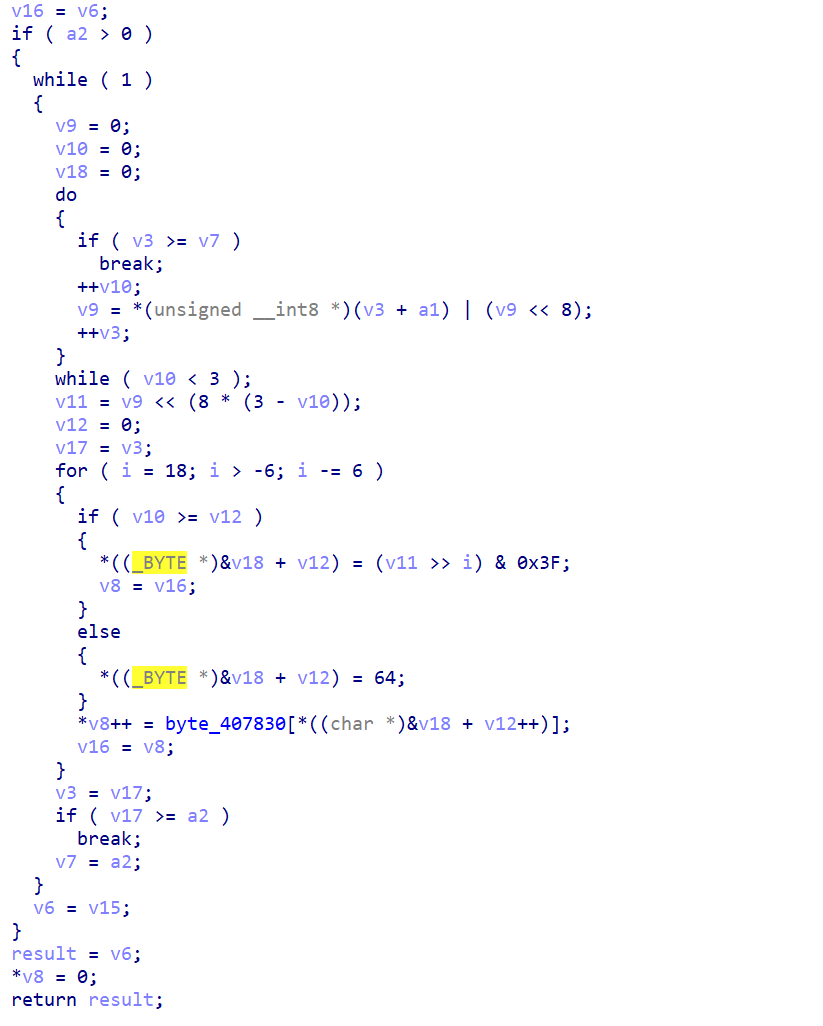 v16 = v6;
if ( a2 > 0 )
{
  while ( 1 )
  {
    v9 = 0;
    v10 = 0;
    v18 = 0;
    do
    {
      if ( v3 >= v7 )
        break;
      ++v10;
      v9 = *(unsigned __int8 *)(v3 + a1) | (v9 << 8);
      ++v3;
    }
    while ( v10 < 3 );
    v11 = v9 << (8 * (3 - v10));
    v12 = 0;
    v17 = v3;
    for ( i = 18; i > -6; i -= 6 )
    {
      if ( v10 >= v12 )
      {
        *((_BYTE *)&v18 + v12) = (v11 >> i) & 0x3F;
        v8 = v16;
      }
      else
      {
        *((_BYTE *)&v18 + v12) = 64;
      }
      *v8++ = byte_407830[*((char *)&v18 + v12++)];
      v16 = v8;
    }
    v3 = v17;
    if ( v17 >= a2 )
      break;
    v7 = a2;
  }
  v6 = v15;
}
result = v6;
*v8 = 0;
return result;